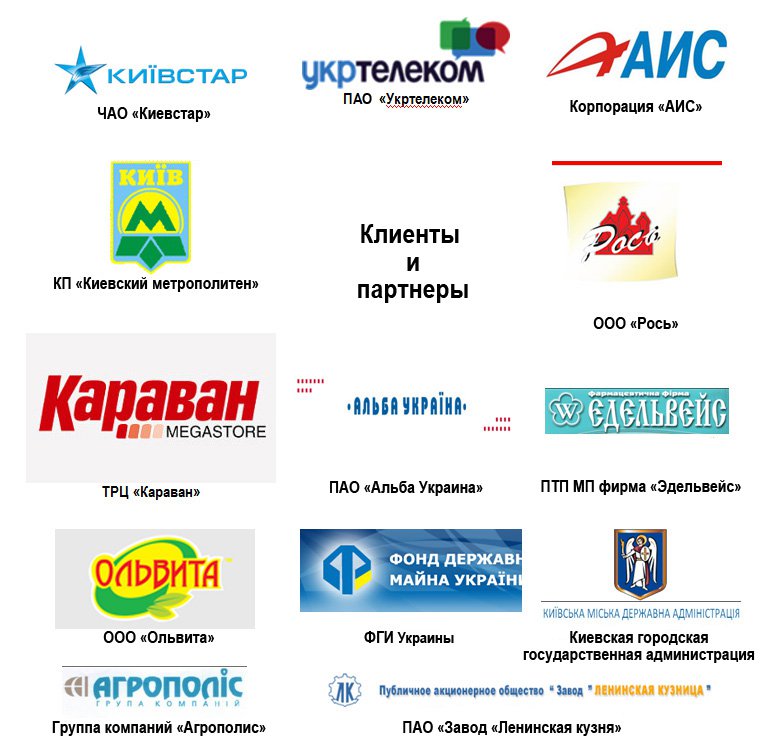 КИЇВСТАР
ЧАО «Киевстар»
укртелеком
ПАО «Укртелеком»
АИС
Корпорация «АИС»
КИЇВ
М
КП «Киевский метрополитен»
Клиенты
и
партнеры
Рось
ООО «Рось»
Караван
MEGASTORE
ТРЦ «Караван»
·АЛЬБА УКРАЇНА·
ПАО «Альба Украина»
фармацевтична фірма
ЕДЕЛЬВЕЙС
ПТП МП фирма «Эдельвейс»
ОЛЬВИТА
ООО «Ольвита»
ФОНД ДЕРЖАВН
МАЙНА УКРАЇНИ
ФГИ Украины
КИЇВСЬКА МІСЬКА ДЕРЖАВНА АДМІНІСТРАЦІЯ
Киевская городская
государственная администрация
АГРОПОЛІС
ГРУПА КОМПАНІЙ
Группа компаний «Агрополис»
ЛК
Публичное акционерное общество " Завод " ЛЕНИНСКАЯ КУЗНИЦА "
ПАО «Завод «Ленинская кузня»